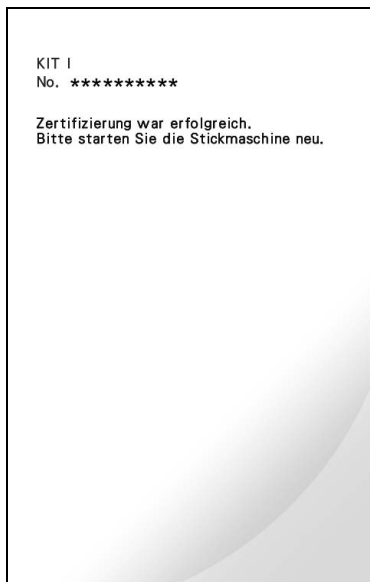 KIT I
No. **********
Zertifizierung war erfolgreich.
Bitte starten Sie die Stickmaschine neu.